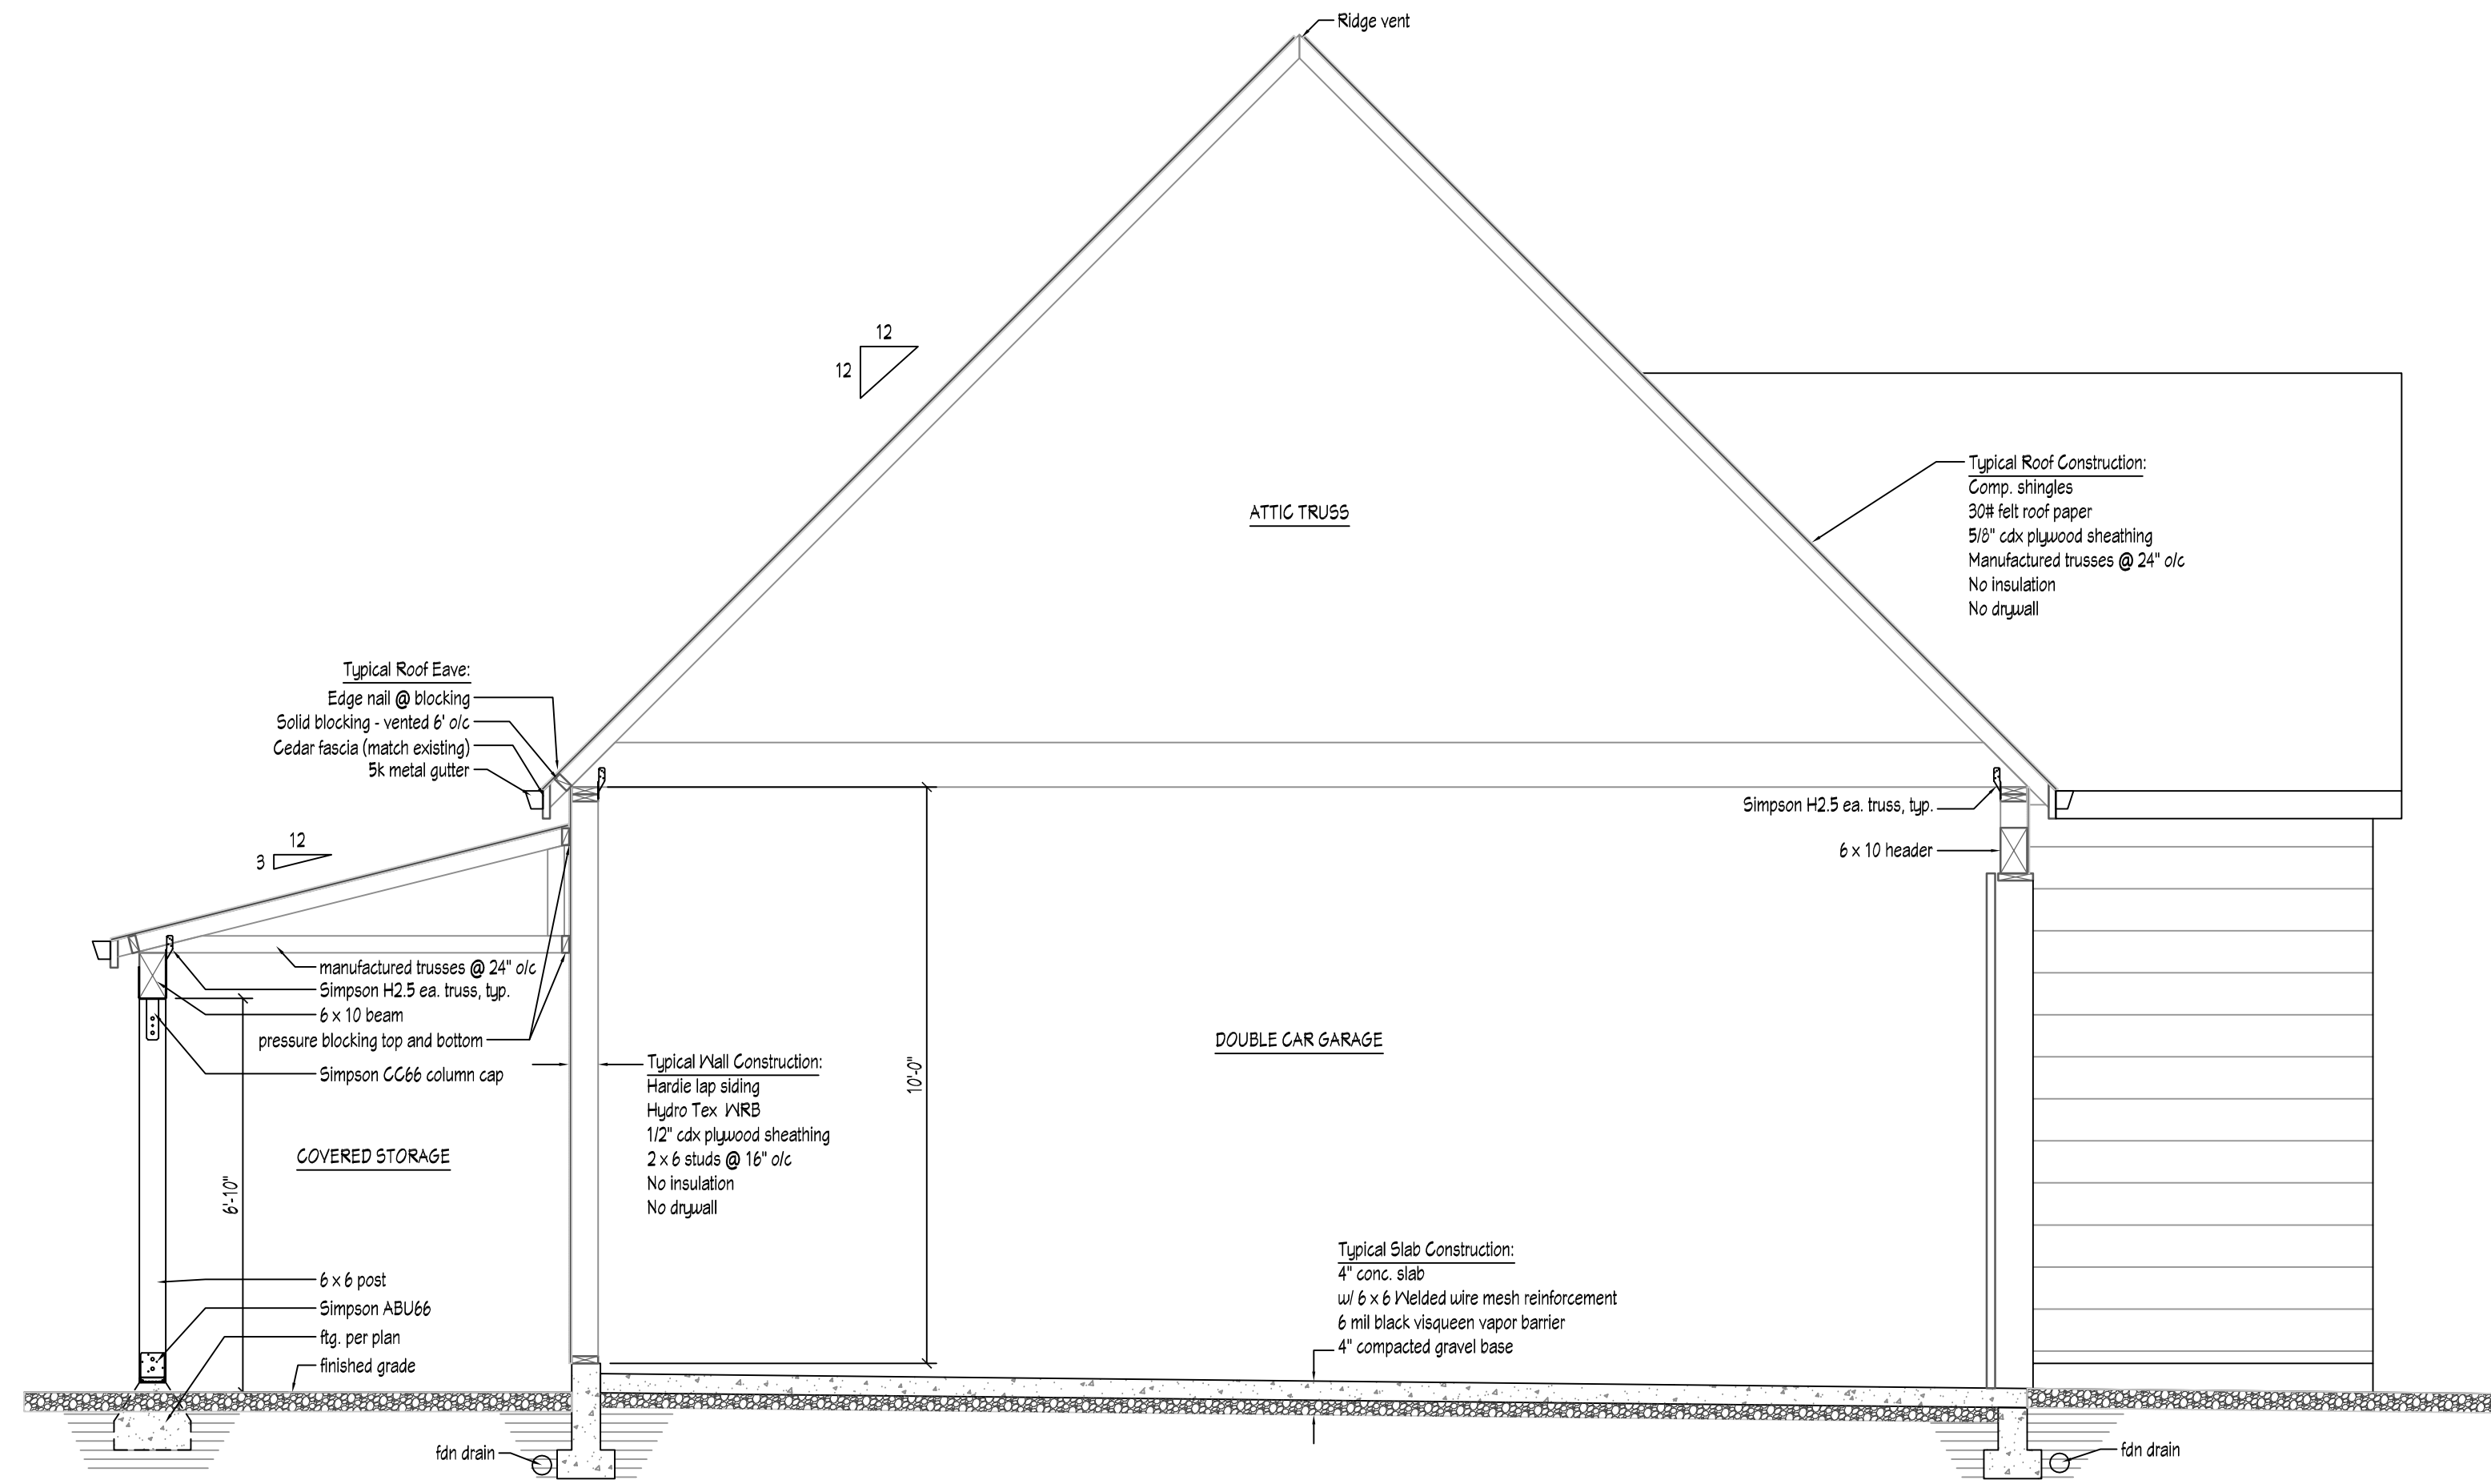 Ridge vent
12
12
Typical Roof Construction:
Comp. shingles
30# felt roof paper
5/8" cdx plywood sheathing
Manufactured trusses @ 24" o/c
No insulation
No drywall
ATTIC TRUSS
Typical Roof Eave:
Edge nail @ blocking
Solid blocking - vented 6' o/c
Cedar fascia (match existing)
5k metal gutter
Simpson H2.5 ea. truss, typ.
6 x 10 header
12
3
manufactured trusses @ 24" o/c
Simpson H2.5 ea. truss, typ.
6 x 10 beam
pressure blocking top and bottom
Simpson CC66 column cap
COVERED STORAGE
6'-10"
6 x 6 post
Simpson ABU66
ftg. per plan
finished grade
Typical Wall Construction:
Hardie lap siding
Hydro Tex WRB
1/2" cdx plywood sheathing
2 x 6 studs @ 16" o/c
No insulation
No drywall
10'-0"
DOUBLE CAR GARAGE
Typical Slab Construction:
4" conc. slab
w/ 6 x 6 Welded wire mesh reinforcement
6 mil black visqueen vapor barrier
4" compacted gravel base
fdn drain
fdn drain